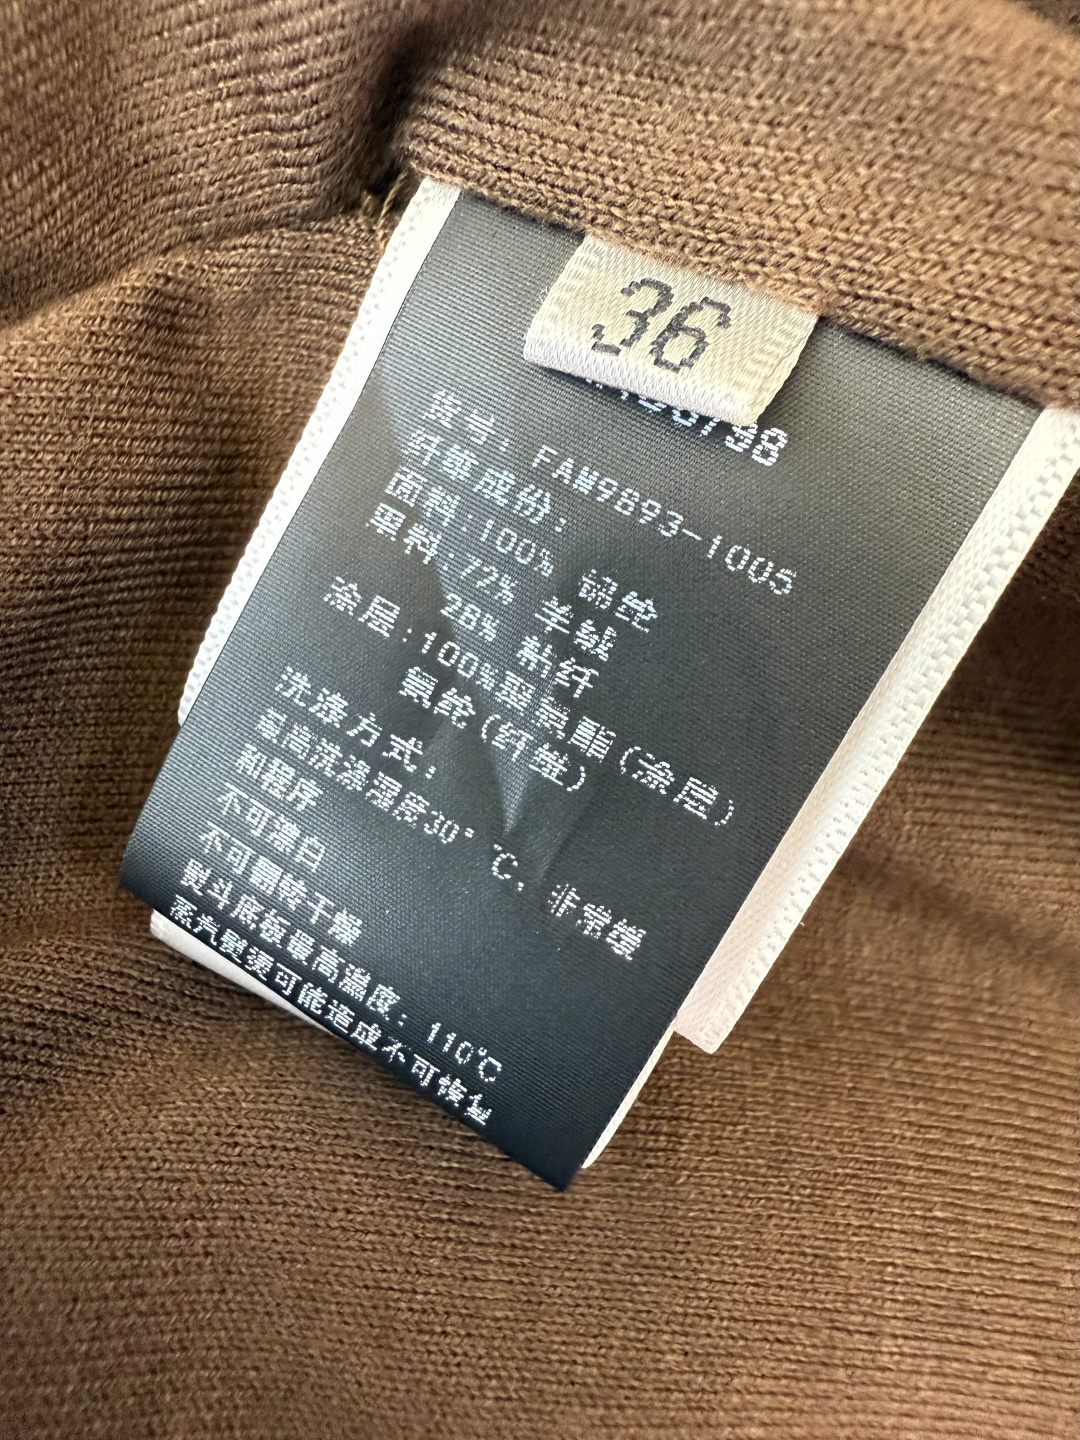 36
货号: FAW9893-1005
纤维成份:
面料:100% 锦纶
里料:72% 羊绒
28% 粘纤
涂层:100%聚氨酯(涂层)
氨纶(纤维)
洗涤方式:
最高洗涤温度30°C, 非常缓
和程序
不可漂白
不可翻转干燥
熨斗底板最高温度: 110℃
蒸汽熨烫可能造成不可恢复